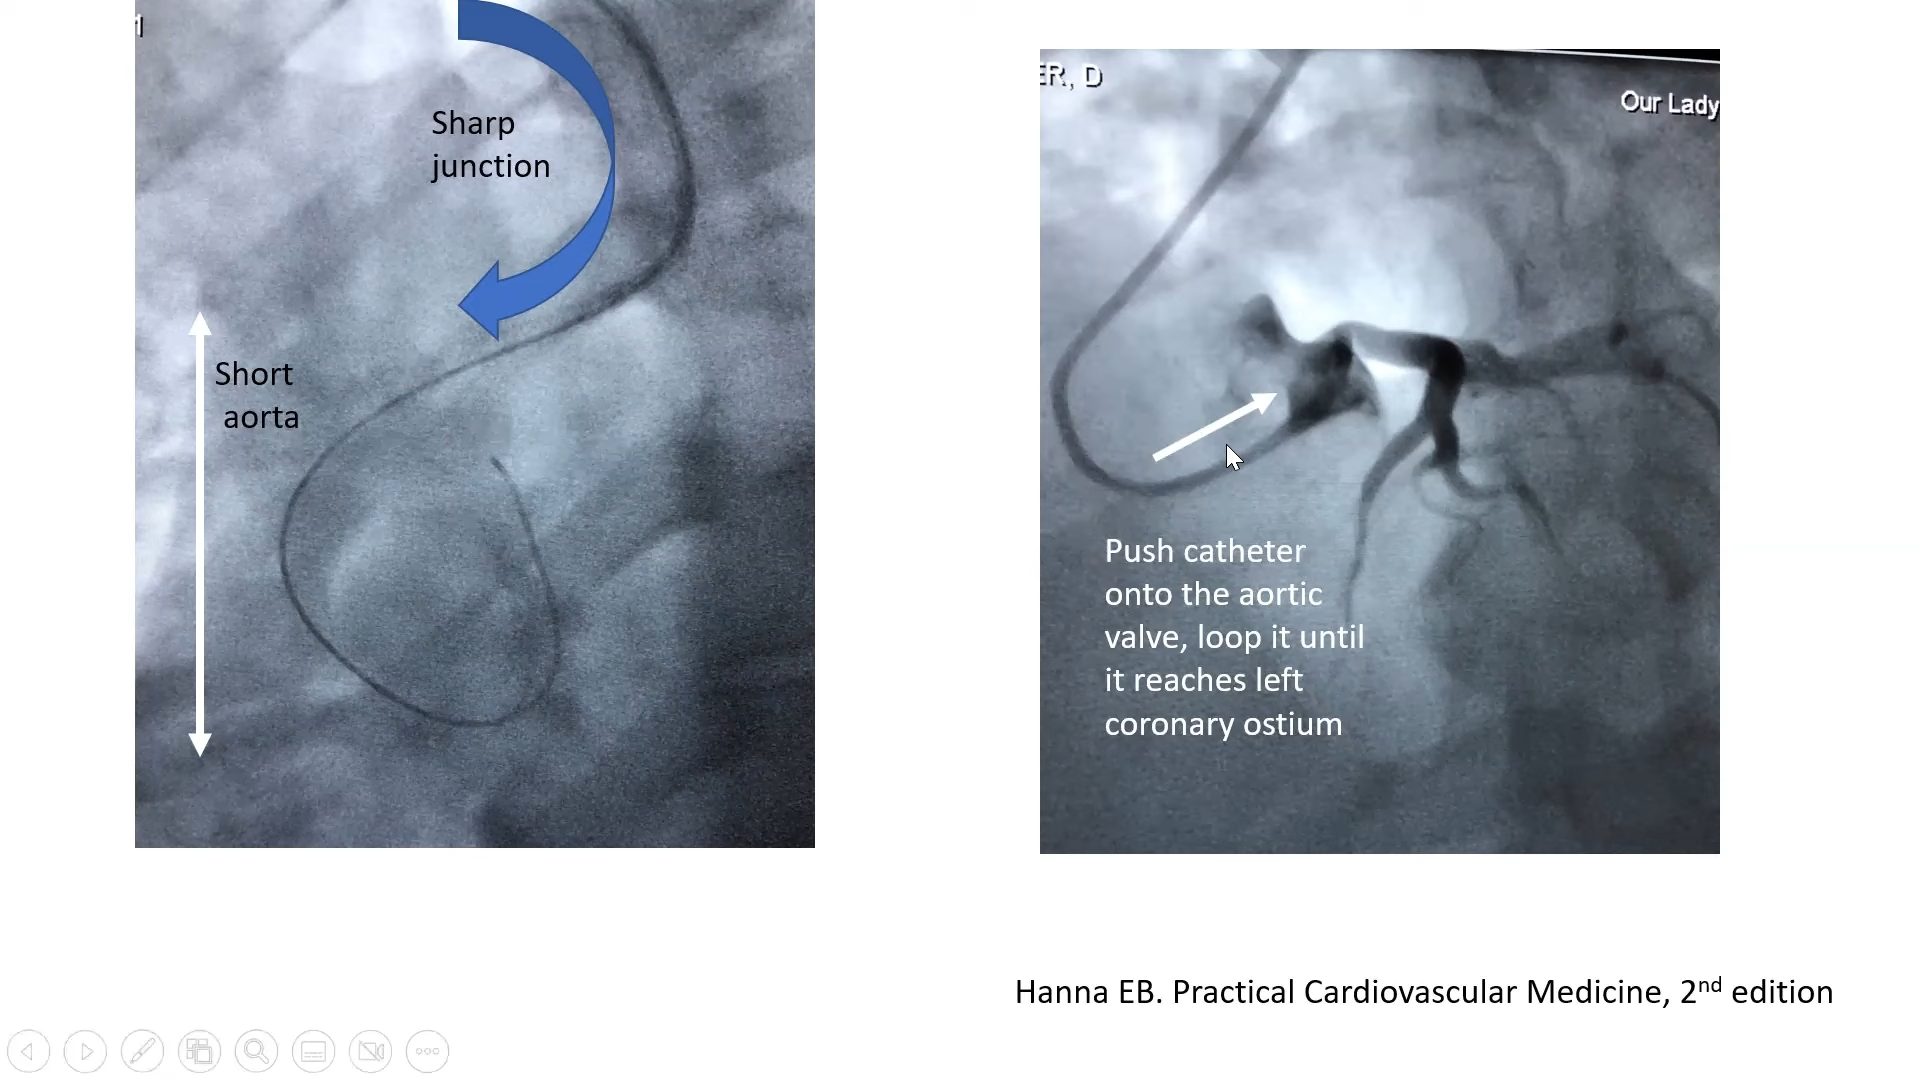 Sharp
junction
Short
aorta
ER, D
Our Lady
Push catheter
onto the aortic
valve, loop it until
it reaches left
coronary ostium
Hanna EB. Practical Cardiovascular Medicine, 2nd edition